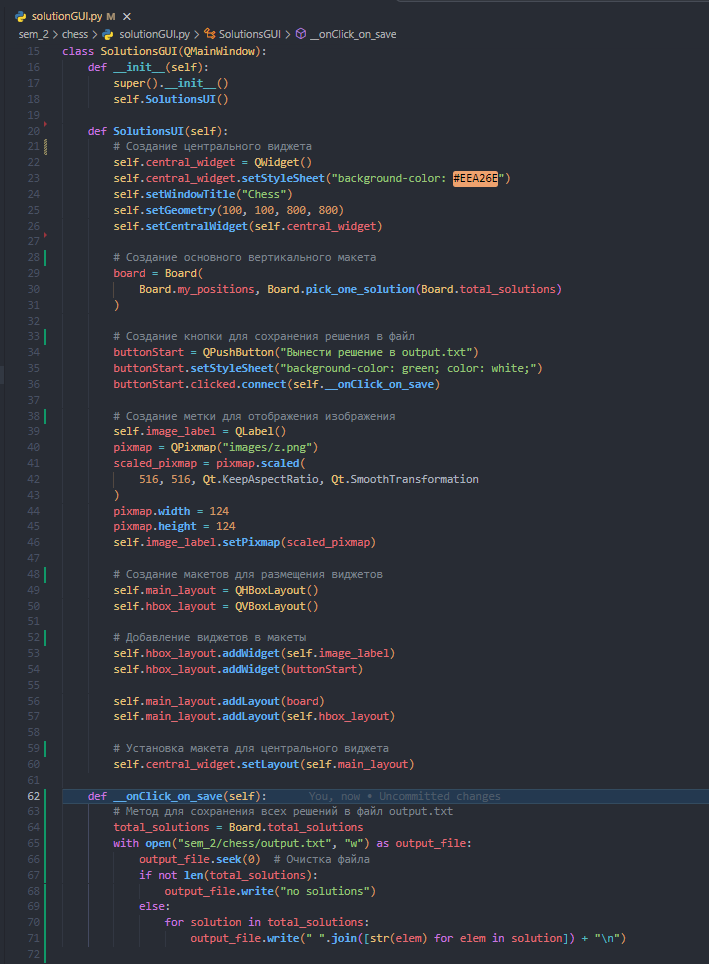 solutionGUI.py M ×
sem_2 > chess > solutionGUI.py > SolutionsGUI > __onClick_on_save
15 class SolutionsGUI(QMainWindow):
16     def __init__(self):
17         super().__init__()
18         self.SolutionsUI()
19
20     def SolutionsUI(self):
21         # Создание центрального виджета
22         self.central_widget = QWidget()
23         self.central_widget.setStyleSheet("background-color: #EEA26E")
24         self.setWindowTitle("Chess")
25         self.setGeometry(100, 100, 800, 800)
26         self.setCentralWidget(self.central_widget)
27
28         # Создание основного вертикального макета
29         board = Board(
30             Board.my_positions, Board.pick_one_solution(Board.total_solutions)
31         )
32
33         # Создание кнопки для сохранения решения в файл
34         buttonStart = QPushButton("Вынести решение в output.txt")
35         buttonStart.setStyleSheet("background-color: green; color: white;")
36         buttonStart.clicked.connect(self.__onClick_on_save)
37
38         # Создание метки для отображения изображения
39         self.image_label = QLabel()
40         pixmap = QPixmap("images/z.png")
41         scaled_pixmap = pixmap.scaled(
42             516, 516, Qt.KeepAspectRatio, Qt.SmoothTransformation
43         )
44         pixmap.width = 124
45         pixmap.height = 124
46         self.image_label.setPixmap(scaled_pixmap)
47
48         # Создание макетов для размещения виджетов
49         self.main_layout = QHBoxLayout()
50         self.hbox_layout = QVBoxLayout()
51
52         # Добавление виджетов в макеты
53         self.hbox_layout.addWidget(self.image_label)
54         self.hbox_layout.addWidget(buttonStart)
55
56         self.main_layout.addLayout(board)
57         self.main_layout.addLayout(self.hbox_layout)
58
59         # Установка макета для центрального виджета
60         self.central_widget.setLayout(self.main_layout)
61
62     def __onClick_on_save(self):     You, now • Uncommitted changes
63         # Метод для сохранения всех решений в файл output.txt
64         total_solutions = Board.total_solutions
65         with open("sem_2/chess/output.txt", "w") as output_file:
66             output_file.seek(0)  # Очистка файла
67             if not len(total_solutions):
68                 output_file.write("no solutions")
69             else:
70                 for solution in total_solutions:
71                     output_file.write(" ".join([str(elem) for elem in solution]) + "\n")
72